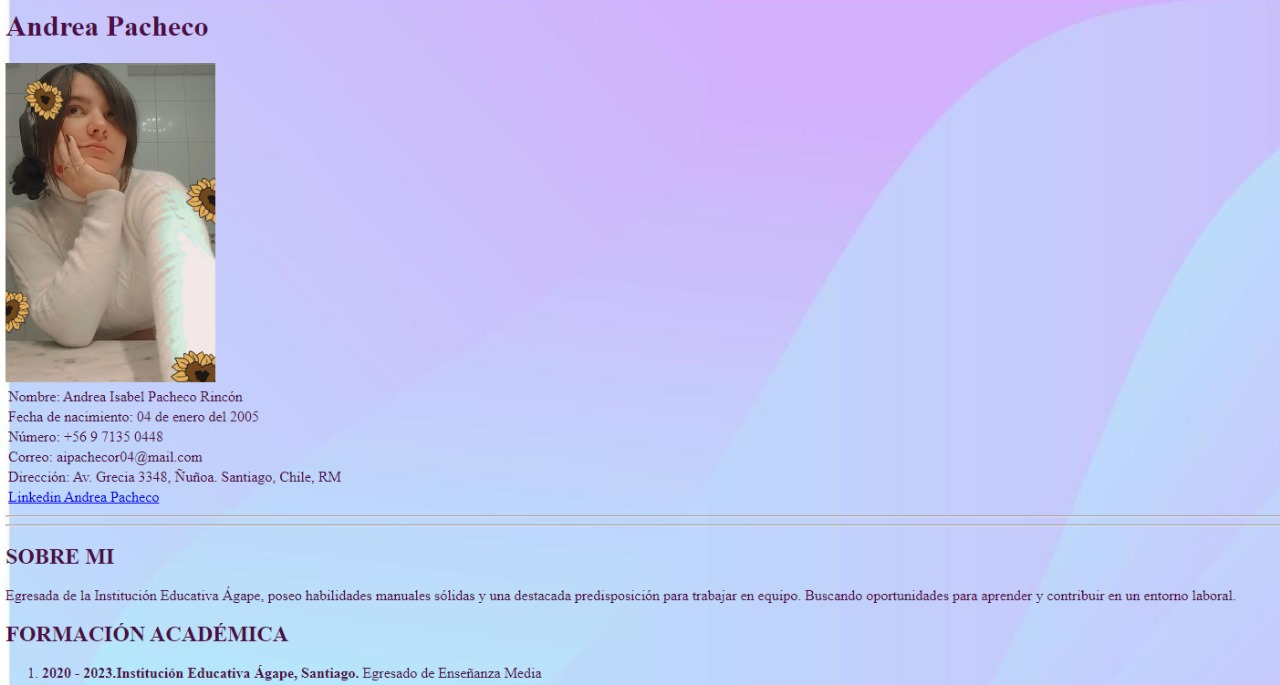 Andrea Pacheco
Nombre: Andrea Isabel Pacheco Rincón
Fecha de nacimiento: 04 de enero del 2005
Número: +56 9 7135 0448
Correo: aipachecor04@mail.com
Dirección: Av. Grecia 3348, Ñuñoa. Santiago, Chile, RM
Linkedin Andrea Pacheco
SOBRE MI
Egresada de la Institución Educativa Ágape, poseo habilidades manuales sólidas y una destacada predisposición para trabajar en equipo. Buscando oportunidades para aprender y contribuir en un entorno laboral.
FORMACIÓN ACADÉMICA
1. 2020 - 2023.Institución Educativa Ágape, Santiago. Egresado de Enseñanza Media